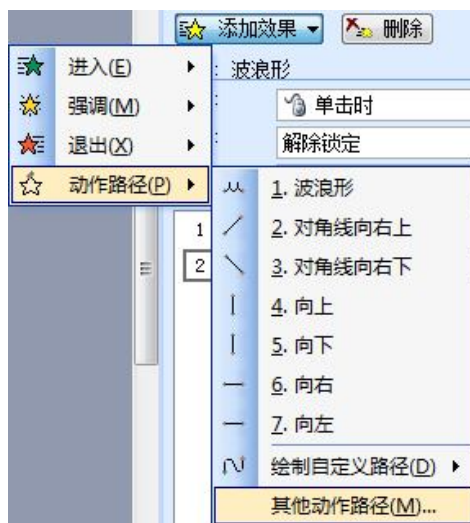 添加效果 删除
进入(E)
: 波浪形
强调(M)
: 单击时
退出(X)
: 解除锁定
动作路径(P)
1. 波浪形
1
2. 对角线向右上
2
3. 对角线向右下
4. 向上
5. 向下
6. 向右
7. 向左
绘制自定义路径(D)
其他动作路径(M)...